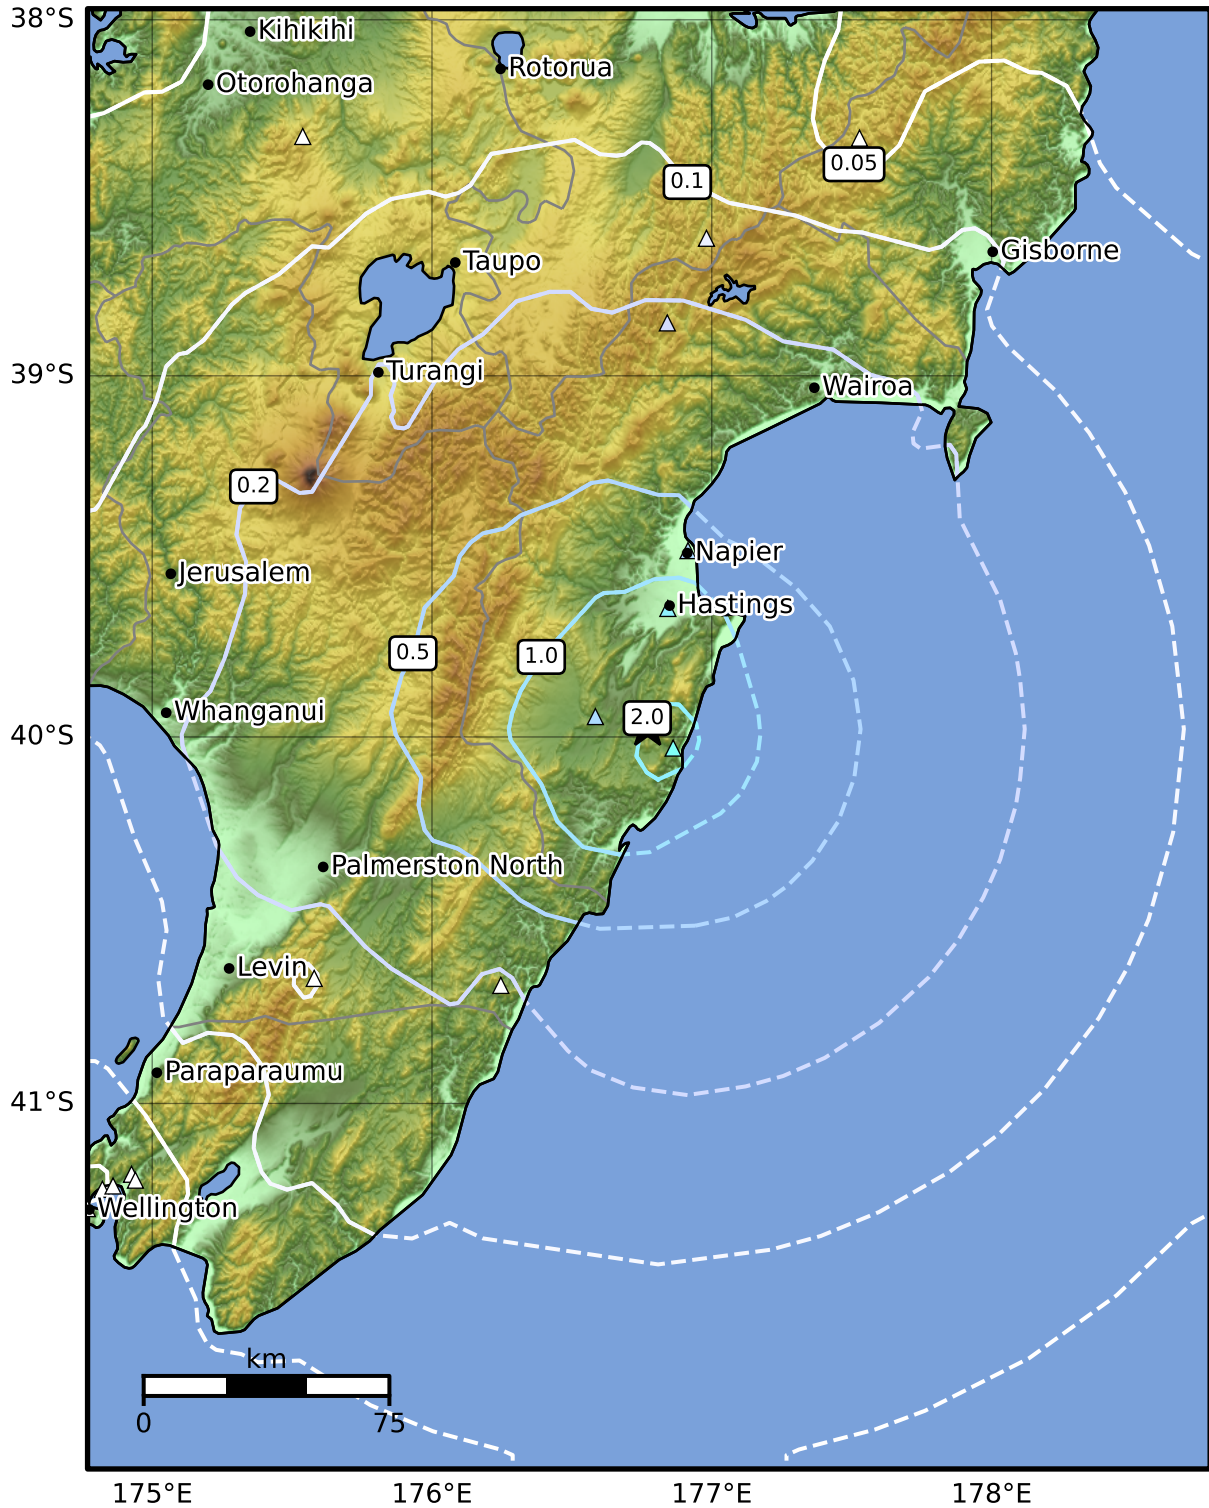 38°S
Kihikihi
Rotorua
Otorohanga
0.05
0.1
Gisborne
Taupo
39°S
Turangi
Wairoa
0.2
Napier
Jerusalem
Hastings
0.5
1.0
Whanganui
2.0
40°S
Palmerston North
Levin
Paraparaumu
41°S
Wellington
km
0
75
175°E
176°E
177°E
178°E